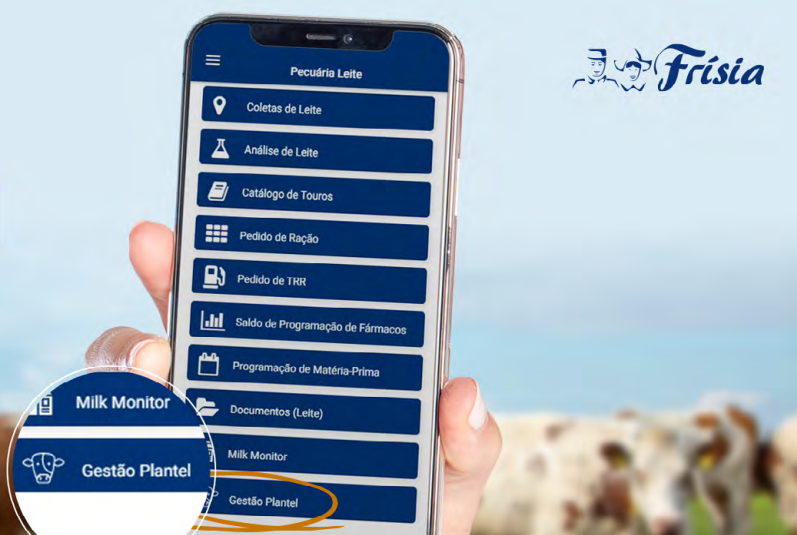 Frísia
Pecuária Leite
Coletas de Leite
Análise de Leite
Catálogo de Touros
Pedido de Ração
Pedido de TRR
Saldo de Programação de Fármacos
Programação de Matéria-Prima
Documentos (Leite)
Milk Monitor
Gestão Plantel
Milk Monitor
Gestão Plantel